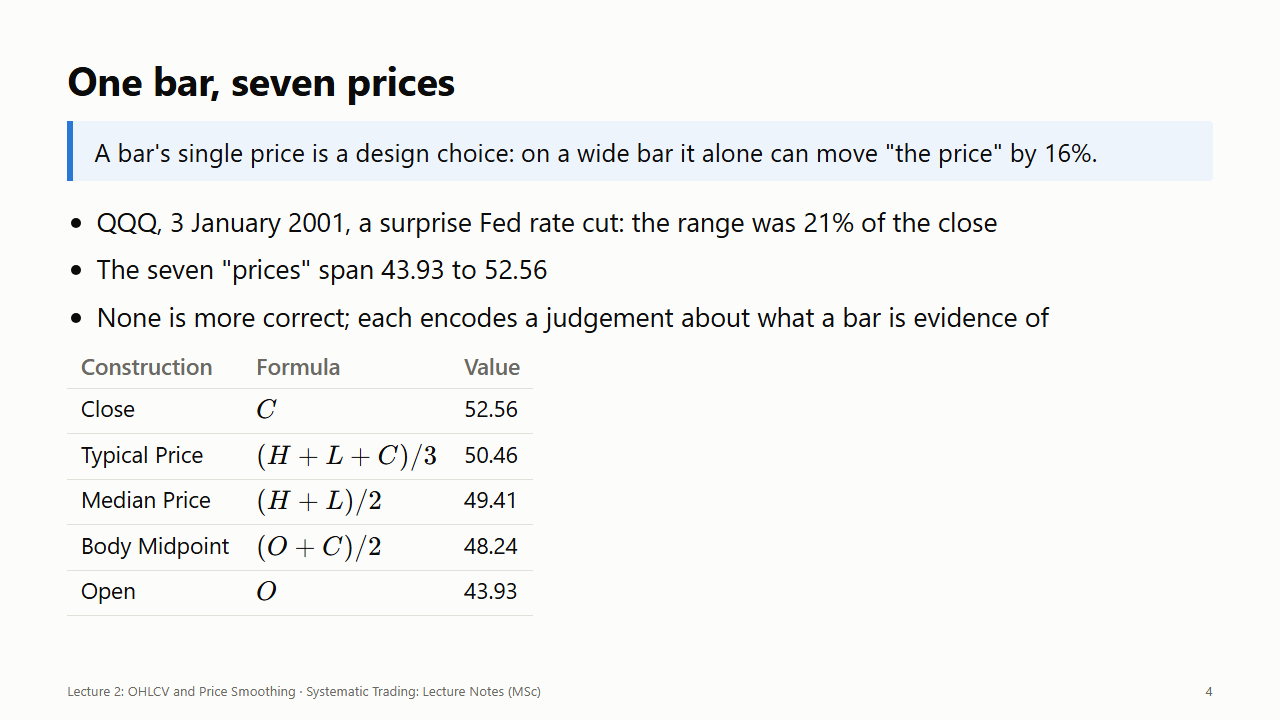 One bar, seven prices
A bar's single price is a design choice: on a wide bar it alone can move "the price" by 16%.
• QQQ, 3 January 2001, a surprise Fed rate cut: the range was 21% of the close
• The seven "prices" span 43.93 to 52.56
• None is more correct; each encodes a judgement about what a bar is evidence of
Construction Formula Value
Close C 52.56
Typical Price (H + L + C)/3 50.46
Median Price (H + L)/2 49.41
Body Midpoint (O + C)/2 48.24
Open O 43.93
Lecture 2: OHLCV and Price Smoothing · Systematic Trading: Lecture Notes (MSc) 4